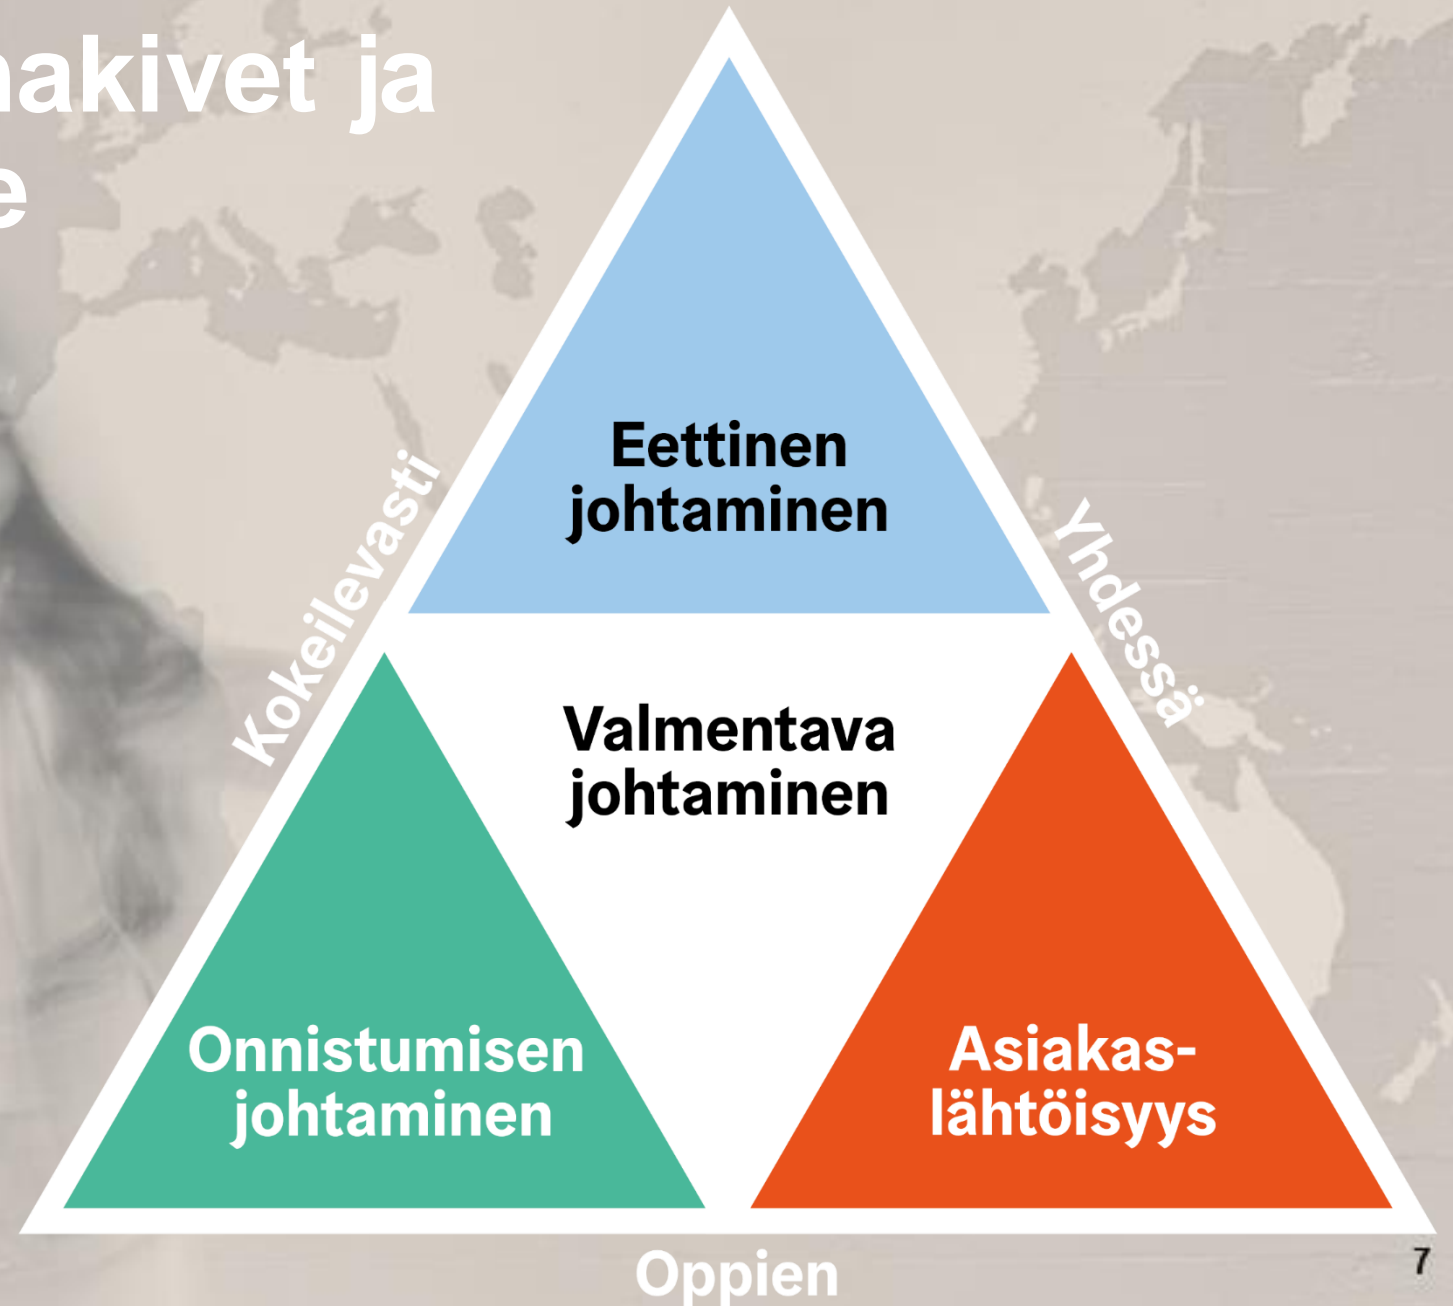 akivet ja
e
Eettinen
johtaminen
Kokeilevasti
Yhdessä
Valmentava
johtaminen
Onnistumisen
johtaminen
Asiakas-
lähtöisyys
Oppien
7